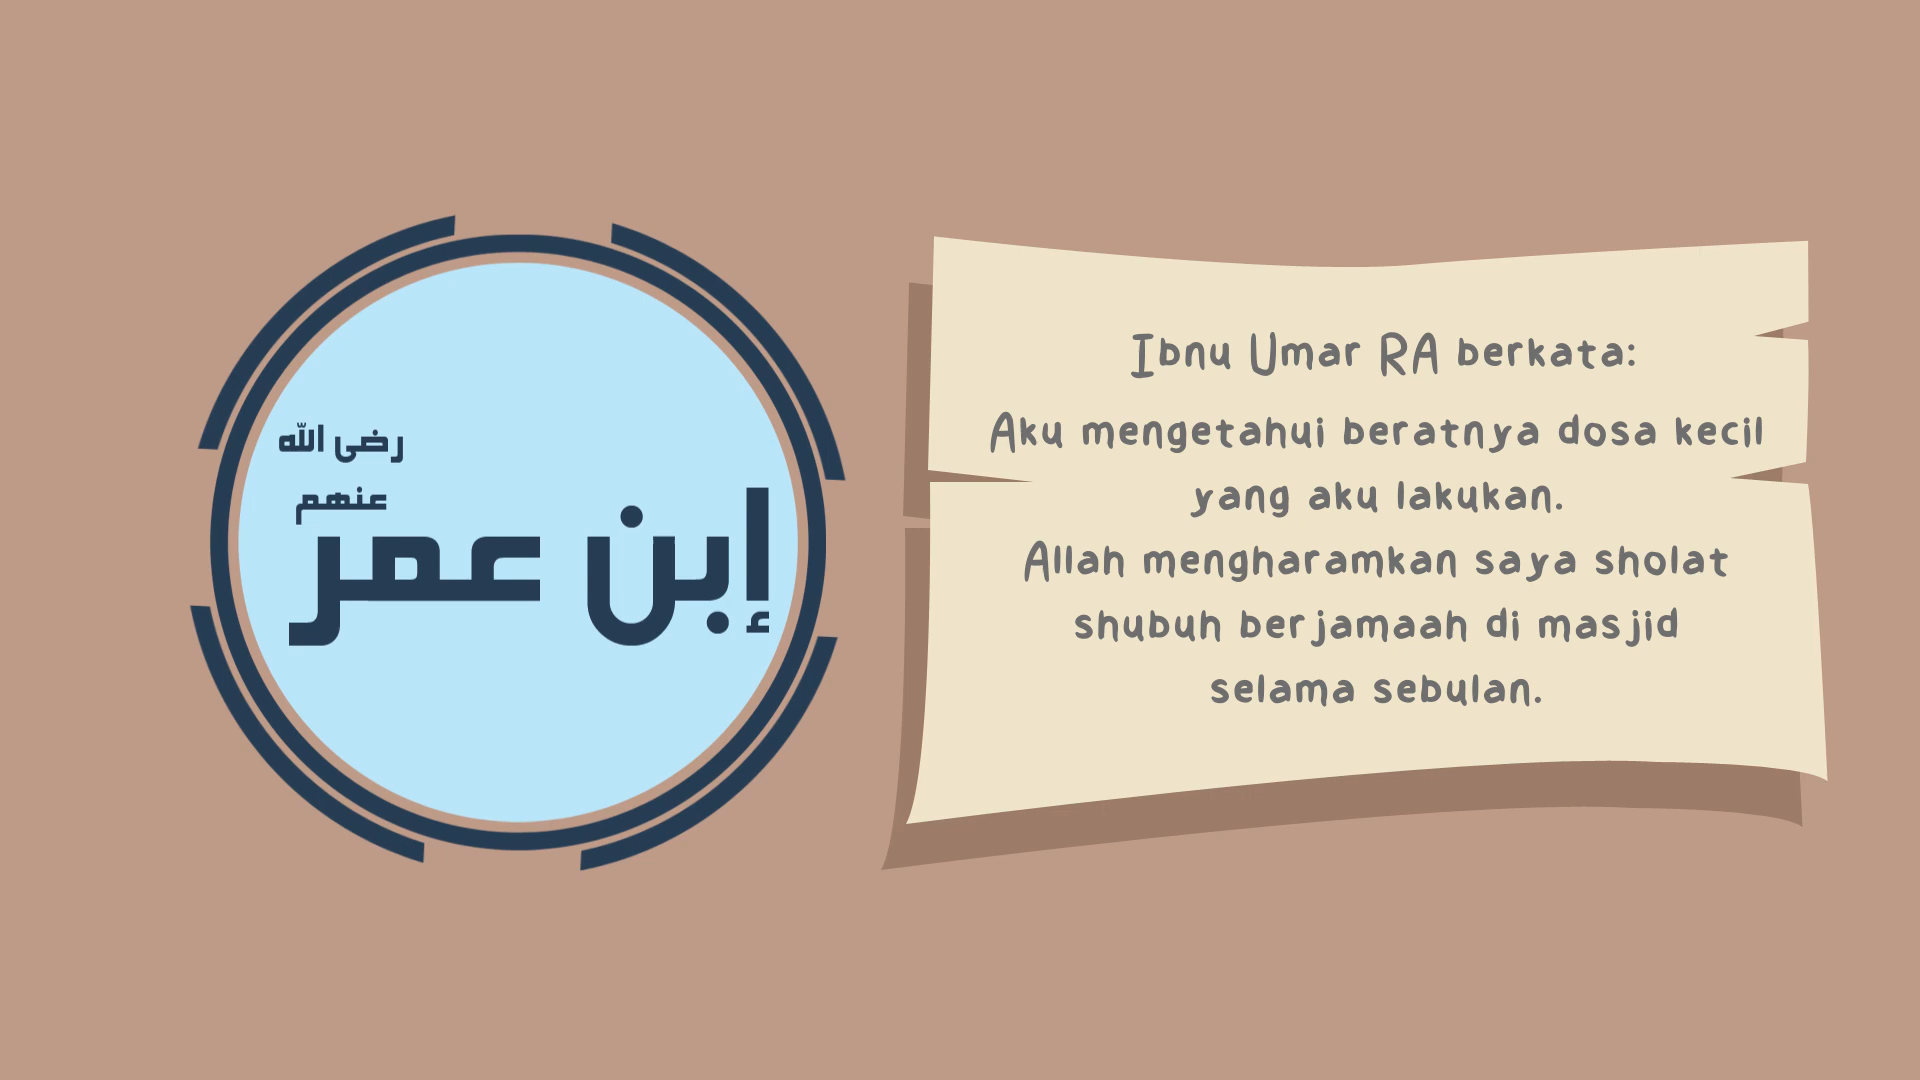 رضى الله
عنهم
إبن عمر
Ibnu Umar RA berkata:
Aku mengetahui beratnya dosa kecil
yang aku lakukan.
Allah mengharamkan saya sholat
shubuh berjamaah di masjid
selama sebulan.